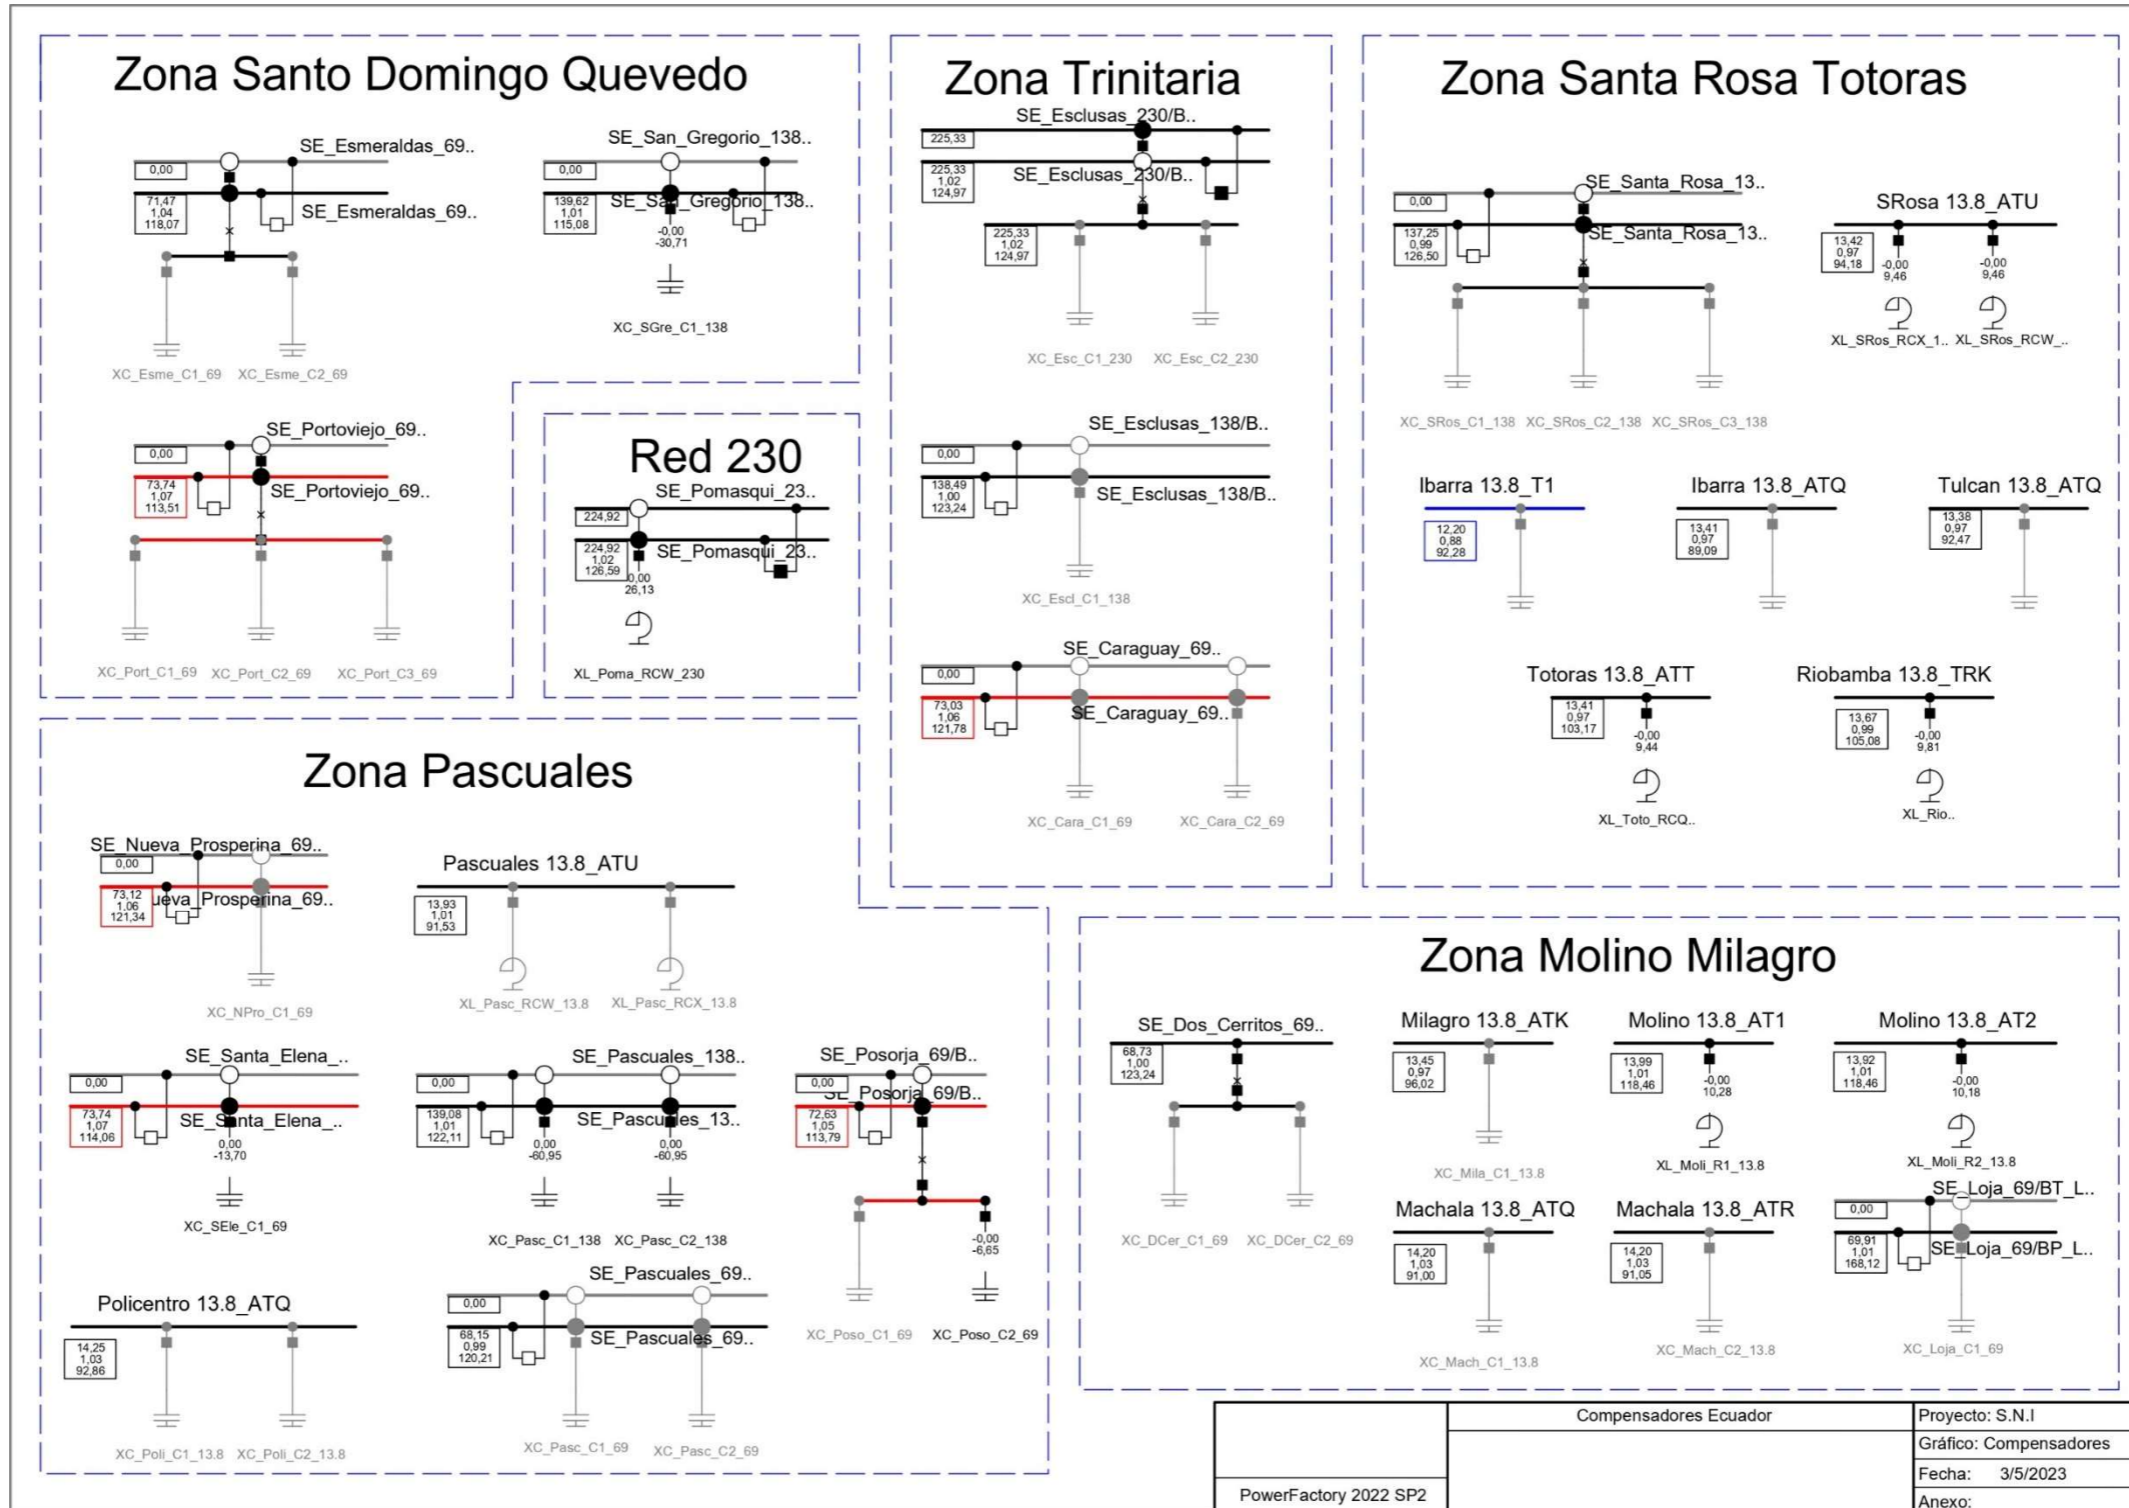 Zona Santo Domingo Quevedo
SE_Esmeraldas_69..
0,00
71,47
1,04
118,07
SE_Esmeraldas_69..
XC_Esme_C1_69
XC_Esme_C2_69
SE_San_Gregorio_138..
0,00
139,62
1,01
115,08
SE_San_Gregorio_138..
-0,00
-30,71
XC_SGre_C1_138
SE_Portoviejo_69..
0,00
73,74
1,07
113,51
SE_Portoviejo_69..
XC_Port_C1_69
XC_Port_C2_69
XC_Port_C3_69
Red 230
SE_Pomasqui_23..
224,92
224,92
1,02
126,59
SE_Pomasqui_23..
0,00
26,13
XL_Poma_RCW_230
Zona Trinitaria
SE_Esclusas_230/B..
225,33
225,33
1,02
124,97
SE_Esclusas_230/B..
225,33
1,02
124,97
XC_Esc_C1_230
XC_Esc_C2_230
SE_Esclusas_138/B..
0,00
138,49
1,00
123,24
SE_Esclusas_138/B..
XC_Escl_C1_138
SE_Caraguay_69..
0,00
73,03
1,06
121,78
SE_Caraguay_69..
XC_Cara_C1_69
XC_Cara_C2_69
Zona Santa Rosa Totoras
SE_Santa_Rosa_13..
0,00
137,25
0,99
126,50
SE_Santa_Rosa_13..
XC_SRos_C1_138
XC_SRos_C2_138
XC_SRos_C3_138
SRosa 13.8_ATU
13,42
0,97
94,18
-0,00
9,46
-0,00
9,46
XL_SRos_RCX_1..
XL_SRos_RCW_..
Ibarra 13.8_T1
12,20
0,88
92,28
Ibarra 13.8_ATQ
13,41
0,97
89,09
Tulcan 13.8_ATQ
13,38
0,97
92,47
Totoras 13.8_ATT
13,41
0,97
103,17
-0,00
9,44
XL_Toto_RCQ..
Riobamba 13.8_TRK
13,67
0,99
105,08
-0,00
9,81
XL_Rio..
Zona Pascuales
SE_Nueva_Prosperina_69..
0,00
73,12
1,06
121,34
ueva_Prosperina_69..
XC_NPro_C1_69
Pascuales 13.8_ATU
13,93
1,01
91,53
XL_Pasc_RCW_13.8
XL_Pasc_RCX_13.8
SE_Santa_Elena_..
0,00
73,74
1,07
114,06
SE_Santa_Elena_..
0,00
-13,70
XC_SEle_C1_69
SE_Pascuales_138..
0,00
139,08
1,01
122,11
SE_Pascuales_13..
0,00
-60,95
0,00
-60,95
XC_Pasc_C1_138
XC_Pasc_C2_138
SE_Posorja_69/B..
0,00
SE_Posorja_69/B..
72,63
1,05
113,79
-0,00
-6,65
XC_Poso_C1_69
XC_Poso_C2_69
Policentro 13.8_ATQ
14,25
1,03
92,86
XC_Poli_C1_13.8
XC_Poli_C2_13.8
SE_Pascuales_69..
0,00
68,15
0,99
120,21
SE_Pascuales_69..
XC_Pasc_C1_69
XC_Pasc_C2_69
Zona Molino Milagro
SE_Dos_Cerritos_69..
68,73
1,00
123,24
XC_DCer_C1_69
XC_DCer_C2_69
Milagro 13.8_ATK
13,45
0,97
96,02
XC_Mila_C1_13.8
Molino 13.8_AT1
13,99
1,01
118,46
-0,00
10,28
XL_Moli_R1_13.8
Molino 13.8_AT2
13,92
1,01
118,46
-0,00
10,18
XL_Moli_R2_13.8
Machala 13.8_ATQ
14,20
1,03
91,00
XC_Mach_C1_13.8
Machala 13.8_ATR
14,20
1,03
91,05
XC_Mach_C2_13.8
SE_Loja_69/BT_L..
0,00
69,91
1,01
168,12
SE_Loja_69/BP_L..
XC_Loja_C1_69
PowerFactory 2022 SP2
Compensadores Ecuador
Proyecto: S.N.I
Gráfico: Compensadores
Fecha: 3/5/2023
Anexo: